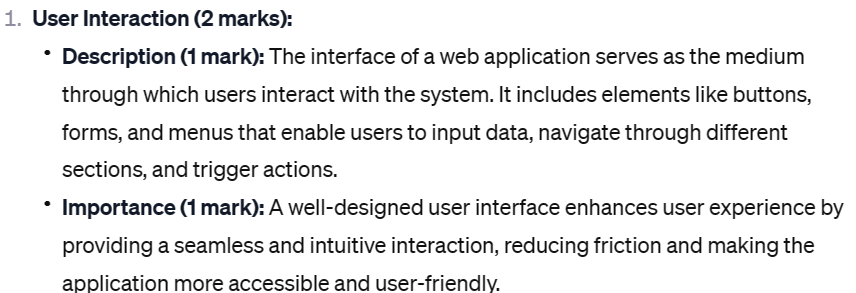 1. User Interaction (2 marks):
• Description (1 mark): The interface of a web application serves as the medium
through which users interact with the system. It includes elements like buttons,
forms, and menus that enable users to input data, navigate through different
sections, and trigger actions.
• Importance (1 mark): A well-designed user interface enhances user experience by
providing a seamless and intuitive interaction, reducing friction and making the
application more accessible and user-friendly.